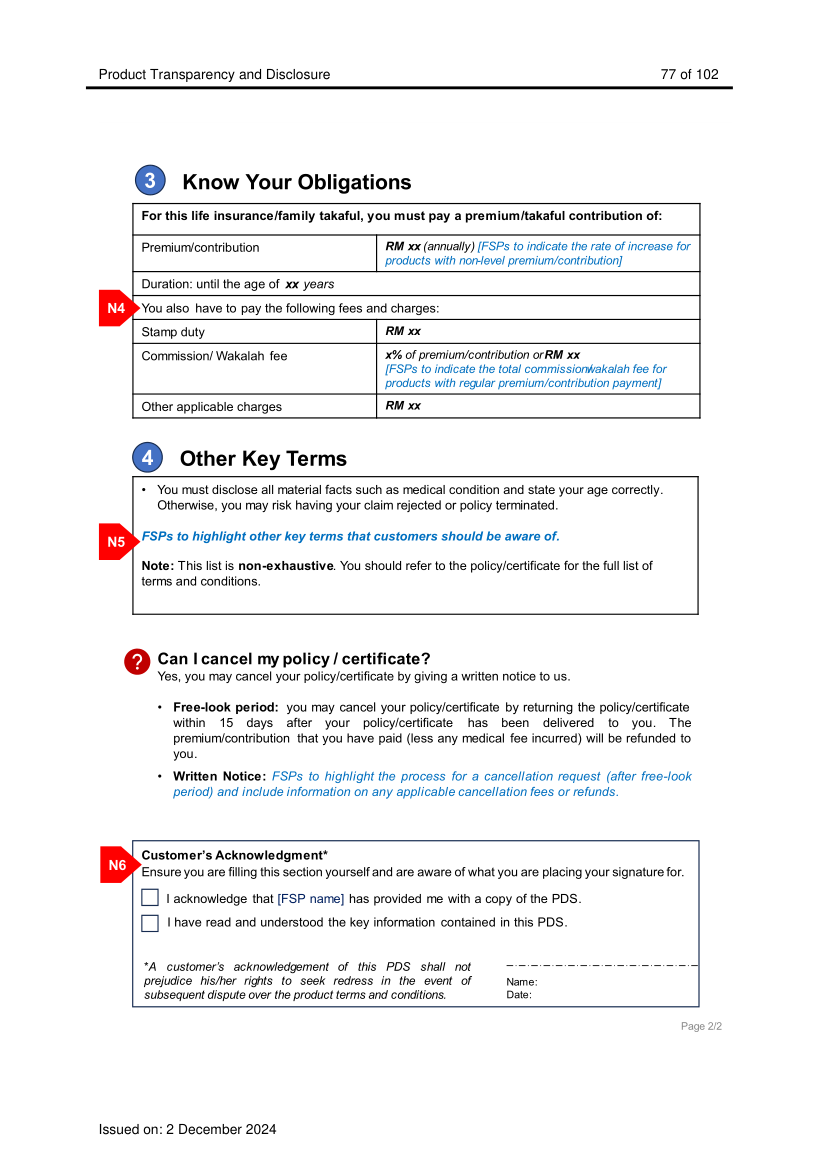 Product Transparency and Disclosure 77 of 102
3 Know Your Obligations
For this life insurance/family takaful, you must pay a premium/takaful contribution of:
Premium/contribution RM xx (annually) [FSPs to indicate the rate of increase for
products with non-level premium/contribution]
Duration: until the age of xx years
N4 You also have to pay the following fees and charges:
Stamp duty RM xx
Commission/ Wakalah fee x% of premium/contribution or RM xx
[FSPs to indicate the total commission/wakalah fee for
products with regular premium/contribution payment]
Other applicable charges RM xx
4 Other Key Terms
• You must disclose all material facts such as medical condition and state your age correctly.
Otherwise, you may risk having your claim rejected or policy terminated.
N5 FSPs to highlight other key terms that customers should be aware of.
Note: This list is non-exhaustive. You should refer to the policy/certificate for the full list of
terms and conditions.
? Can I cancel my policy / certificate?
Yes, you may cancel your policy/certificate by giving a written notice to us.
• Free-look period: you may cancel your policy/certificate by returning the policy/certificate
within 15 days after your policy/certificate has been delivered to you. The
premium/contribution that you have paid (less any medical fee incurred) will be refunded to
you.
• Written Notice: FSPs to highlight the process for a cancellation request (after free-look
period) and include information on any applicable cancellation fees or refunds.
Customer's Acknowledgment*
N6 Ensure you are filling this section yourself and are aware of what you are placing your signature for.
I acknowledge that [FSP name] has provided me with a copy of the PDS.
I have read and understood the key information contained in this PDS.
*A customer's acknowledgement of this PDS shall not
prejudice his/her rights to seek redress in the event of
subsequent dispute over the product terms and conditions.
Name:
Date:
Page 2/2
Issued on: 2 December 2024